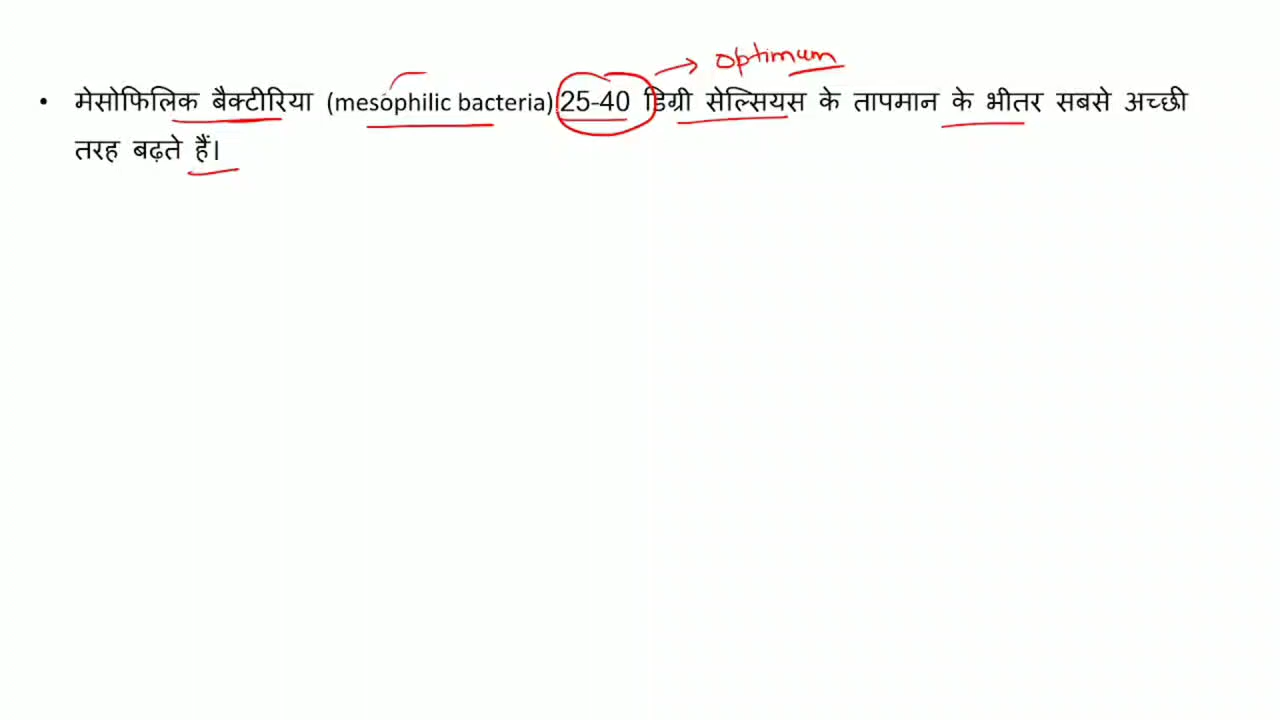 optimum
• मेसोफिलिक बैक्टीरिया (mesophilic bacteria) 25-40 डिग्री सेल्सियस के तापमान के भीतर सबसे अच्छी
तरह बढ़ते हैं।